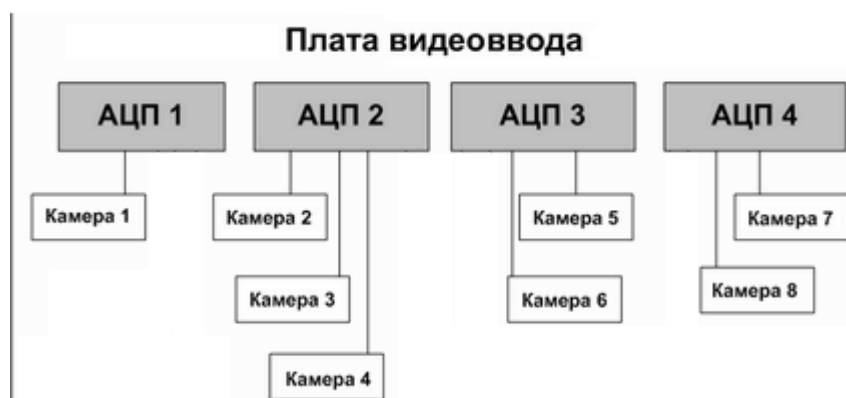 Плата видеоввода
АЦП 1
АЦП 2
АЦП 3
АЦП 4
Камера 1
Камера 2
Камера 5
Камера 7
Камера 3
Камера 6
Камера 8
Камера 4